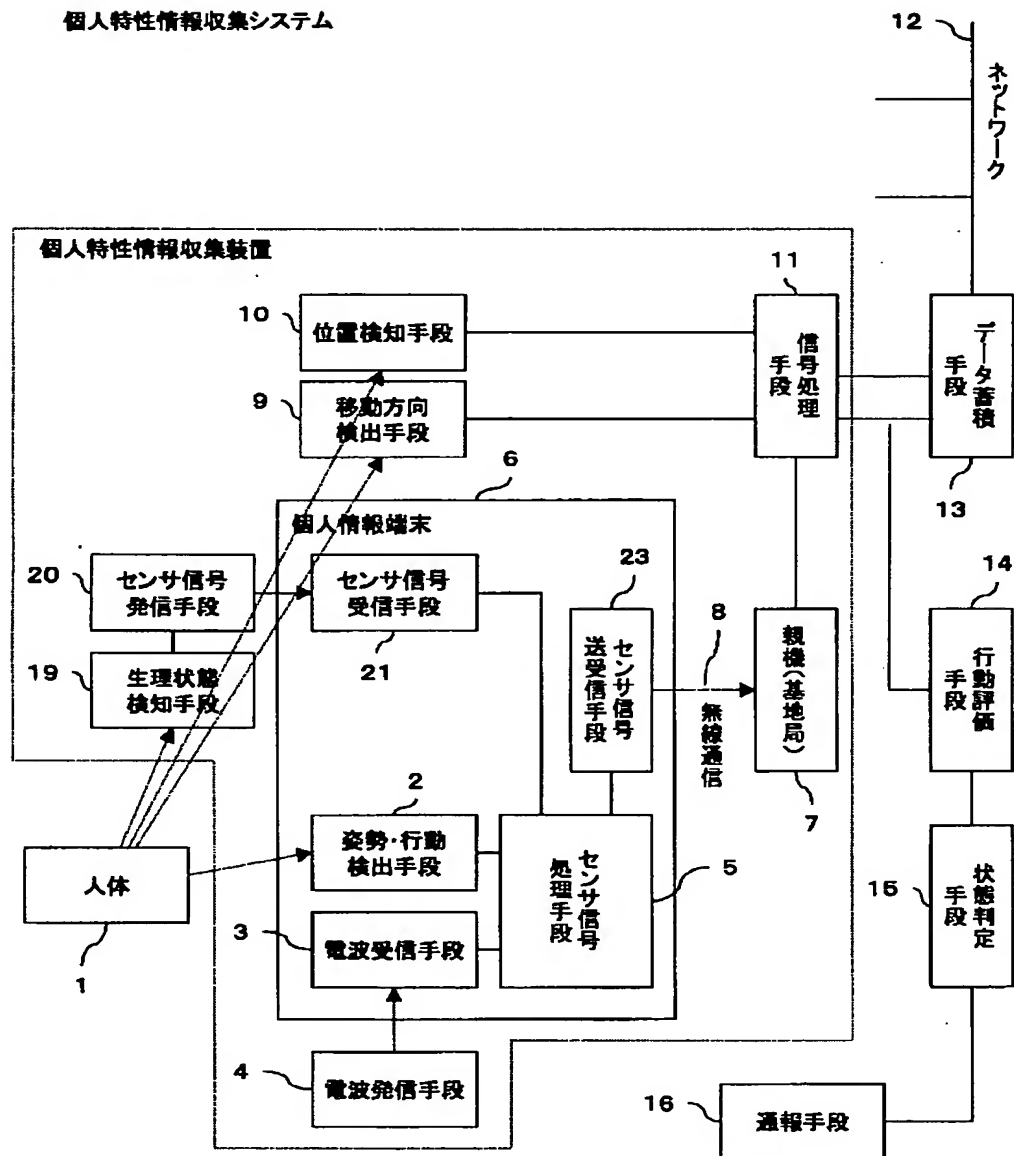 個人特性情報収集システム
12
ネットワーク
個人特性情報収集装置
11
10
位置検知手段
信号処理
手段
データ蓄積
手段
9
移動方向
検出手段
13
6
個人情報端末
20
センサ信号
発信手段
センサ信号
受信手段
21
23
センサ信号
送受信手段
8
無線通信
親機(基地局)
7
14
行動評価
手段
19
生理状態
検知手段
2
姿勢・行動
検出手段
センサ信号
処理手段
5
人体
1
3
電波受信手段
15
状態判定
手段
4
電波発信手段
16
通報手段